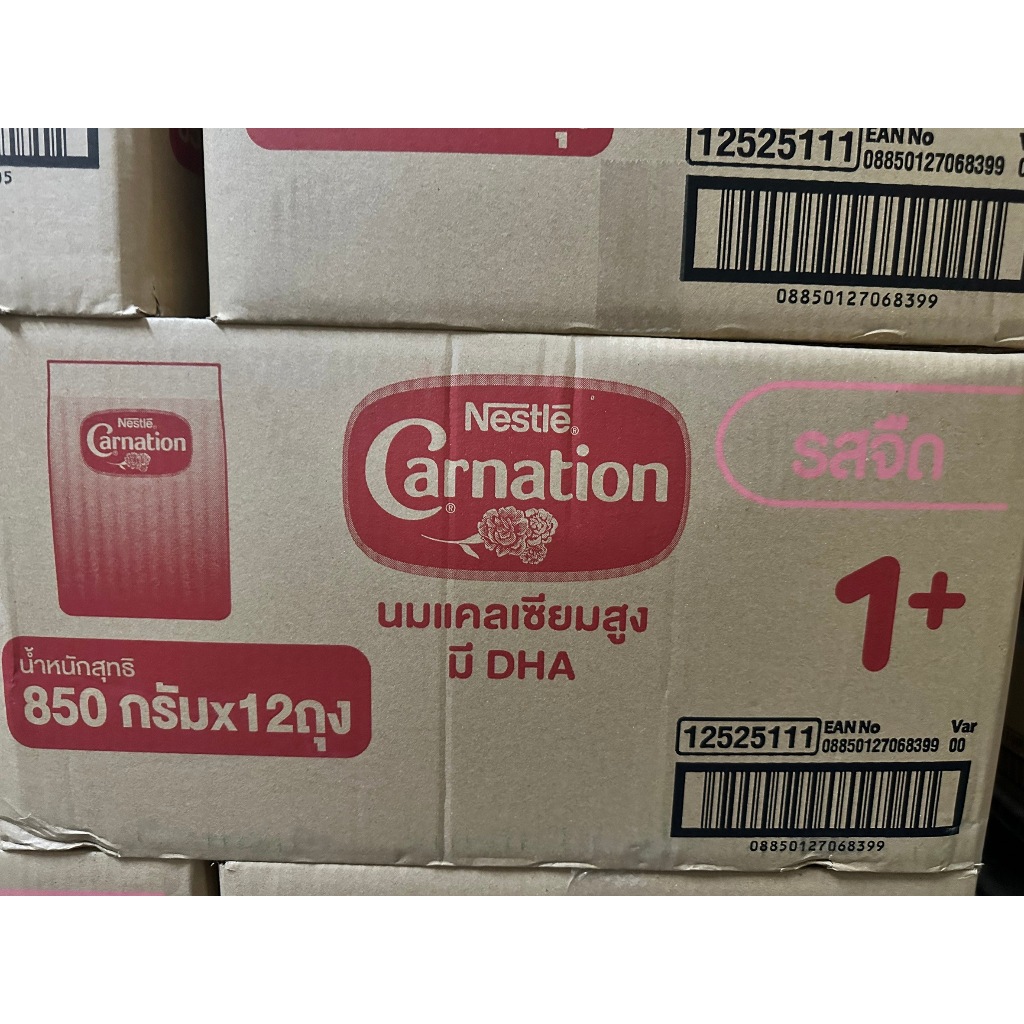 12525111 EAN No
08850127068399
08850127068399
Nestlé®
Carnation®
Nestlé®
Carnation®
รสจืด
1+
นมแคลเซียมสูง
มี DHA
น้ำหนักสุทธิ
850 กรัมx12ถุง
12525111 EAN No Var
08850127068399 00
08850127068399